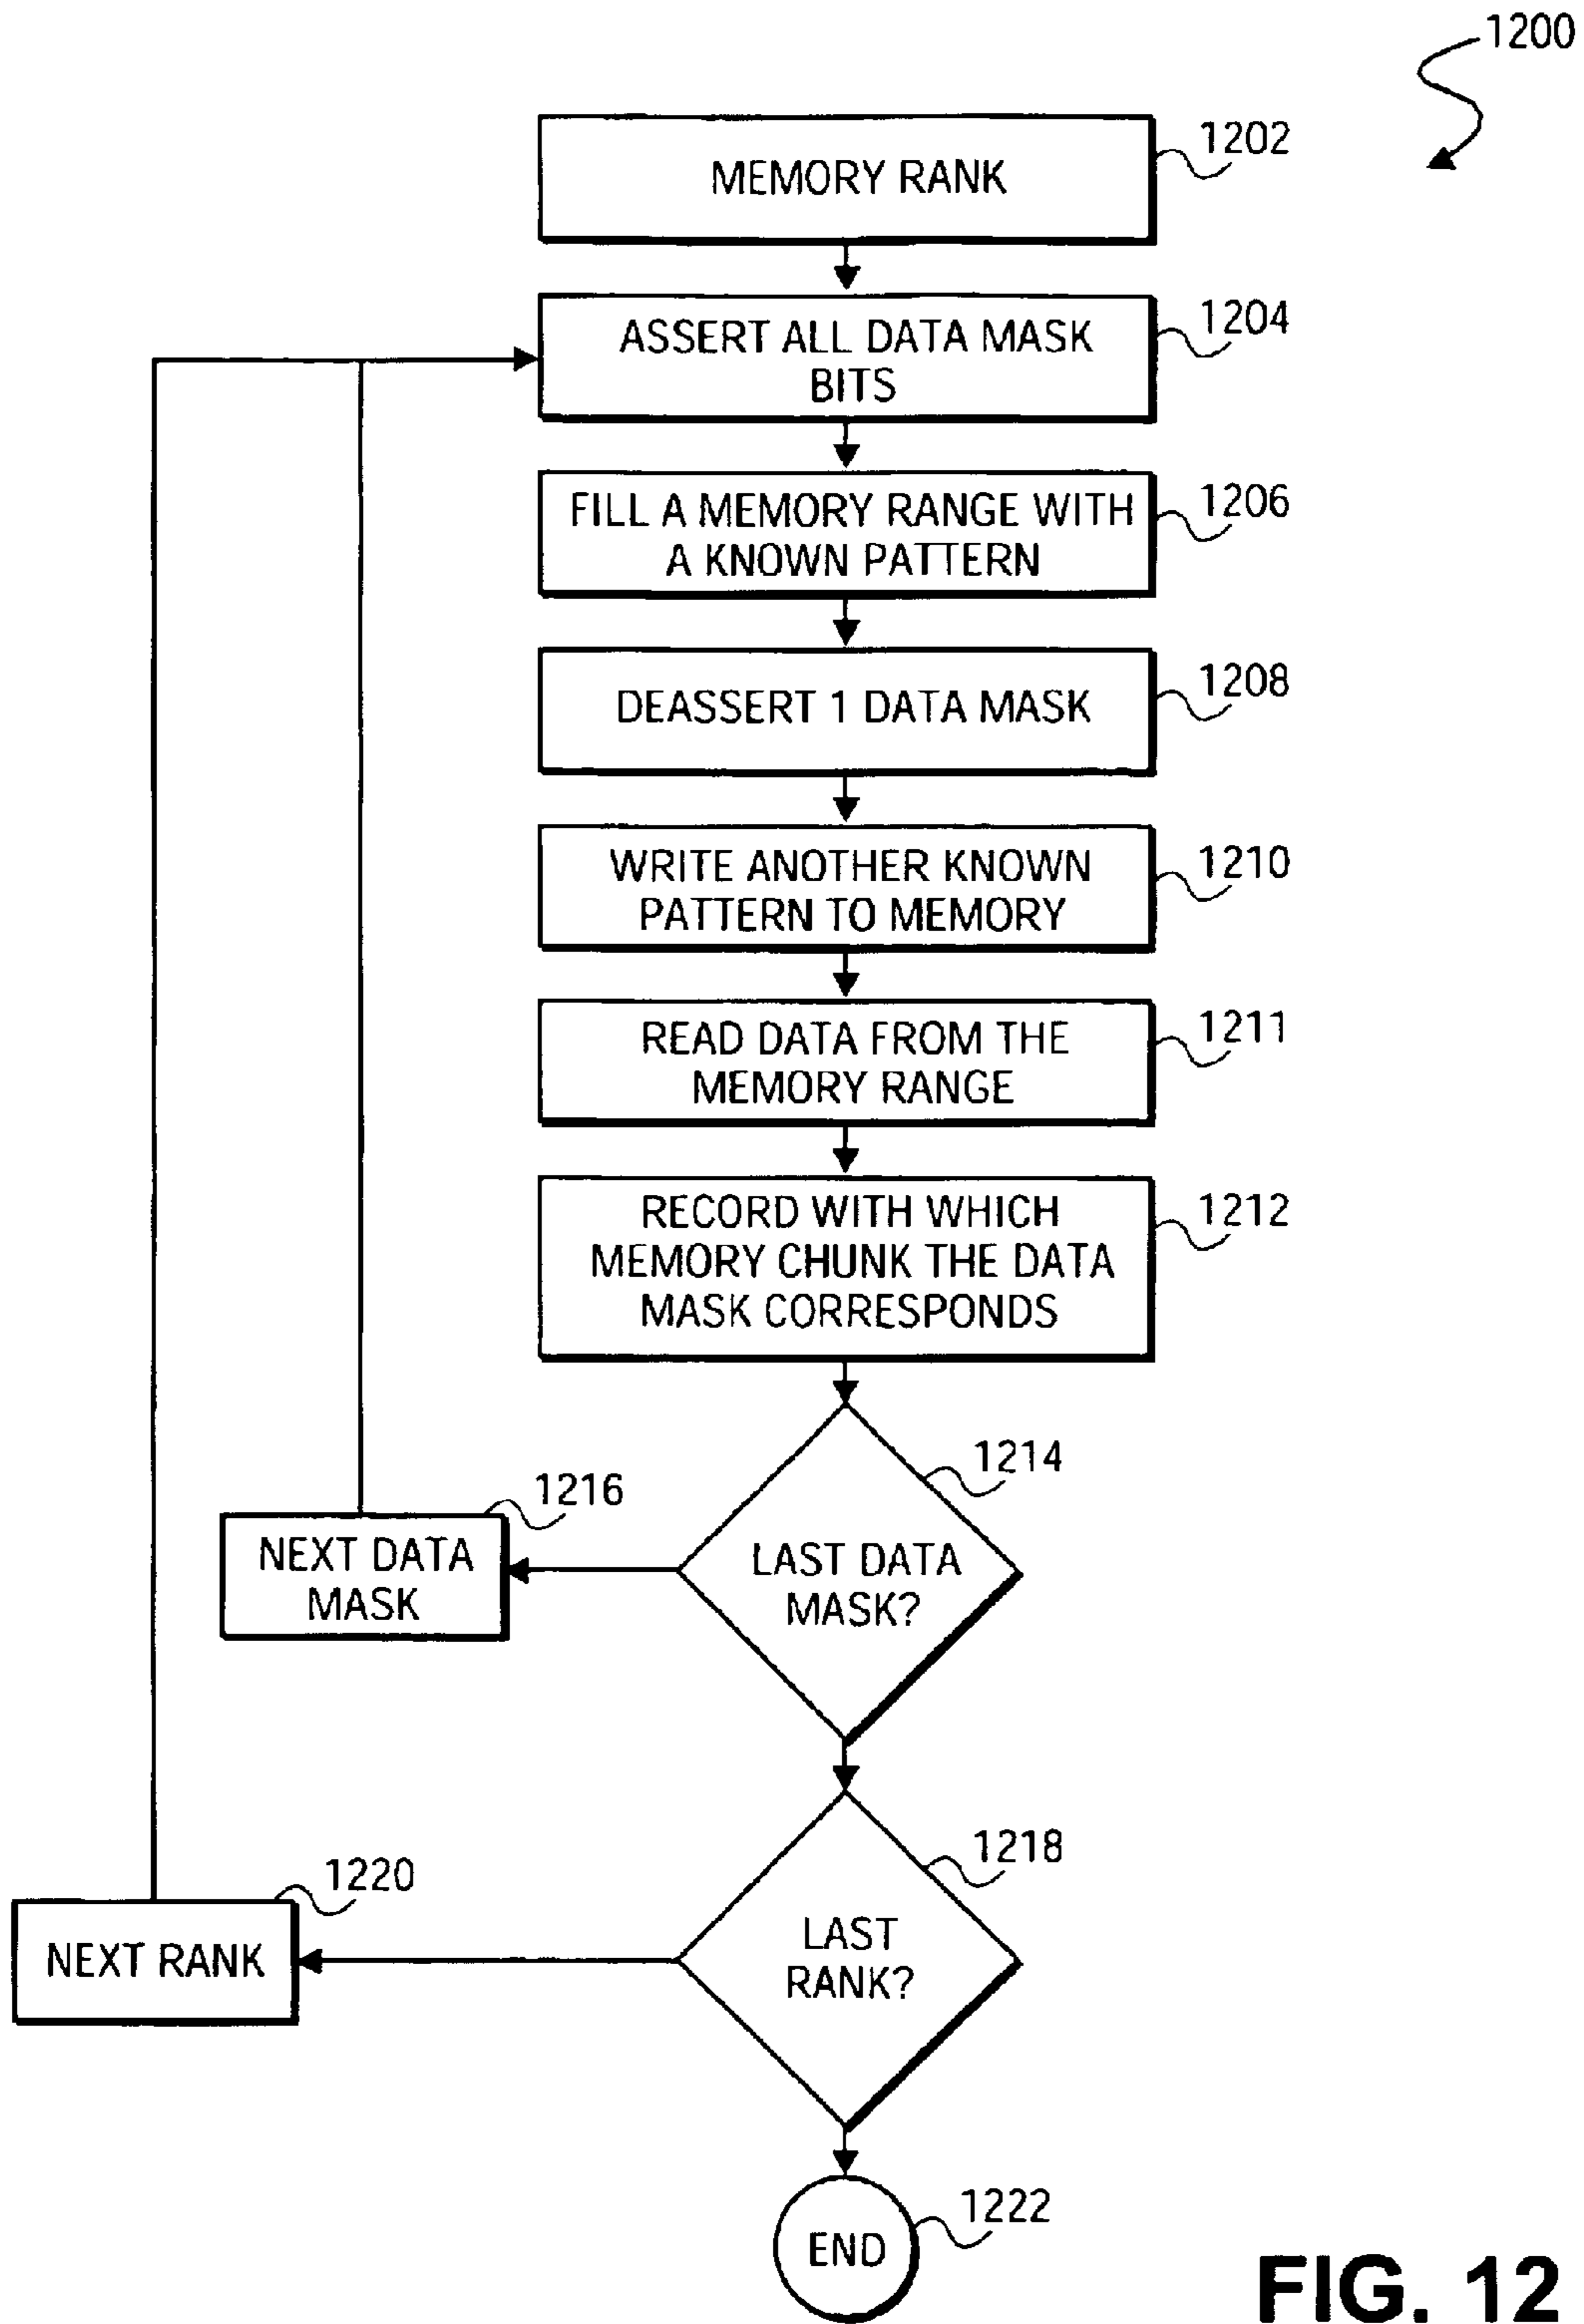 1200
MEMORY RANK
1202
ASSERT ALL DATA MASK
BITS
1204
FILL A MEMORY RANGE WITH
A KNOWN PATTERN
1206
DEASSERT 1 DATA MASK
1208
WRITE ANOTHER KNOWN
PATTERN TO MEMORY
1210
READ DATA FROM THE
MEMORY RANGE
1211
RECORD WITH WHICH
MEMORY CHUNK THE DATA
MASK CORRESPONDS
1212
LAST DATA
MASK?
1214
NEXT DATA
MASK
1216
LAST
RANK?
1218
NEXT RANK
1220
END
1222
FIG. 12